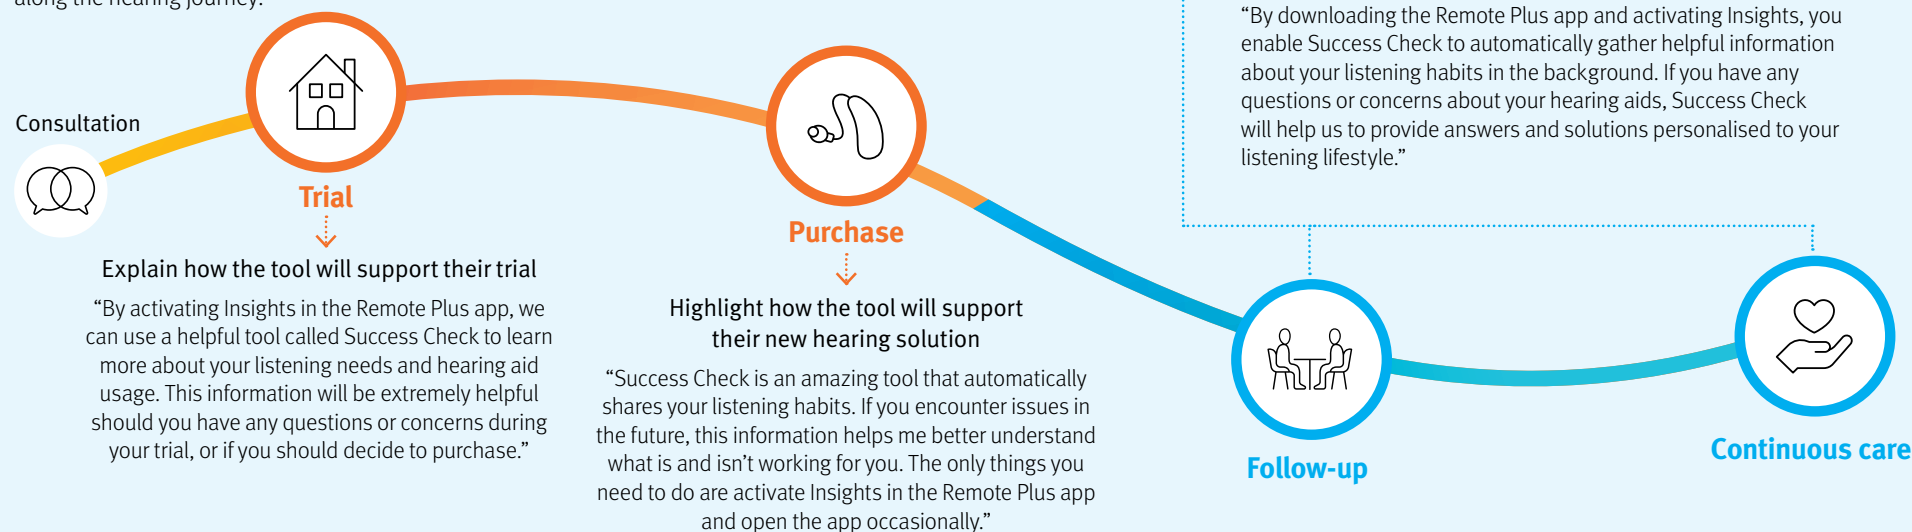 along the hearing journey.
Consultation
Trial
Explain how the tool will support their trial
“By activating Insights in the Remote Plus app, we
can use a helpful tool called Success Check to learn
more about your listening needs and hearing aid
usage. This information will be extremely helpful
should you have any questions or concerns during
your trial, or if you should decide to purchase.”
Purchase
Highlight how the tool will support
their new hearing solution
“Success Check is an amazing tool that automatically
shares your listening habits. If you encounter issues in
the future, this information helps me better understand
what is and isn’t working for you. The only things you
need to do are activate Insights in the Remote Plus app
and open the app occasionally.”
“By downloading the Remote Plus app and activating Insights, you
enable Success Check to automatically gather helpful information
about your listening habits in the background. If you have any
questions or concerns about your hearing aids, Success Check
will help us to provide answers and solutions personalised to your
listening lifestyle.”
Follow-up
Continuous care